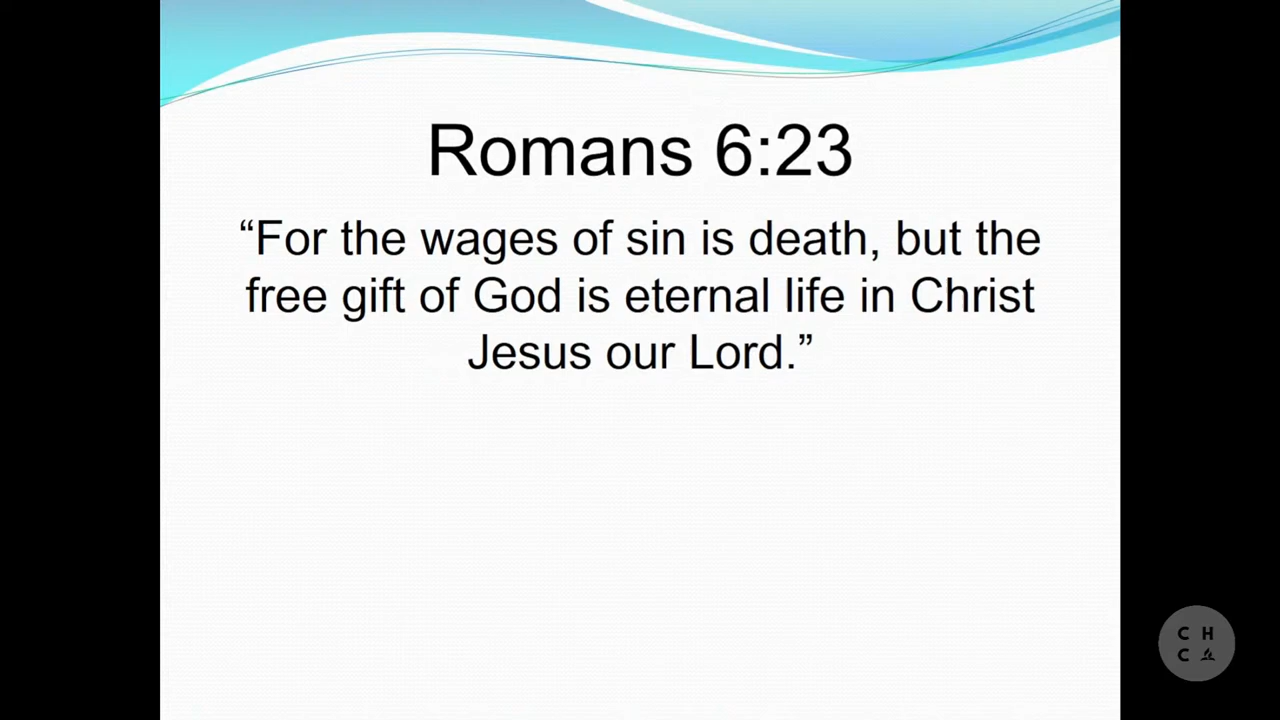 Romans 6:23
“For the wages of sin is death, but the
free gift of God is eternal life in Christ
Jesus our Lord.”
C H
C